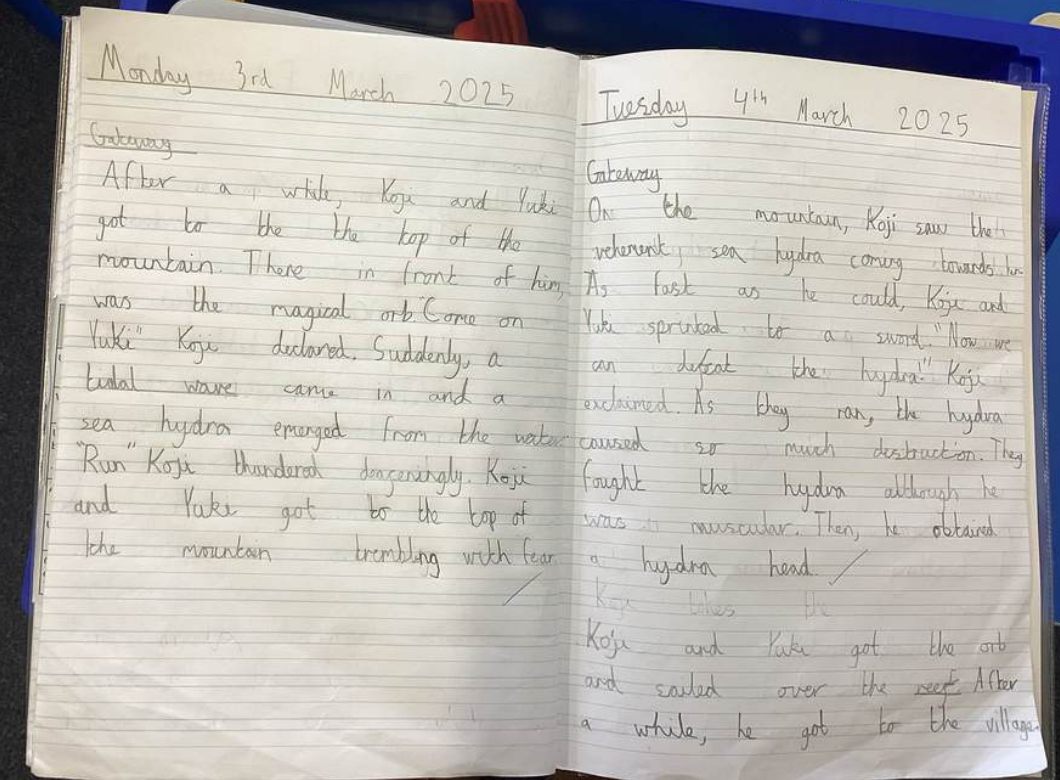 Monday 3rd March 2025
Gateway
After a while, Koji and Yuki
got to the the top of the
mountain. There in front of him,
was the magical orb. "Come on
Yuki" Koji declared. Suddenly, a
tidal wave came in and a
sea hydra emerged from the water
"Run" Koji thundered deageningly. Koji
and Yuki got to the top of
the mountain trembling with fear.
Tuesday 4th March 2025
Gateway
On the mountain, Koji saw the
vehement sea hydra coming towards
As fast as he could, Koji and
Yuki sprinted to a sword. "Now we
can defeat the hydra!" Koji
exclaimed. As they ran, the hydra
caused so much destruction. They
fought the hydra although he
was muscular. Then, he obtained
a hydra head.
Koji the
Koji and Yuki got the orb
and sailed over the reef. After
a while, he got to the village.